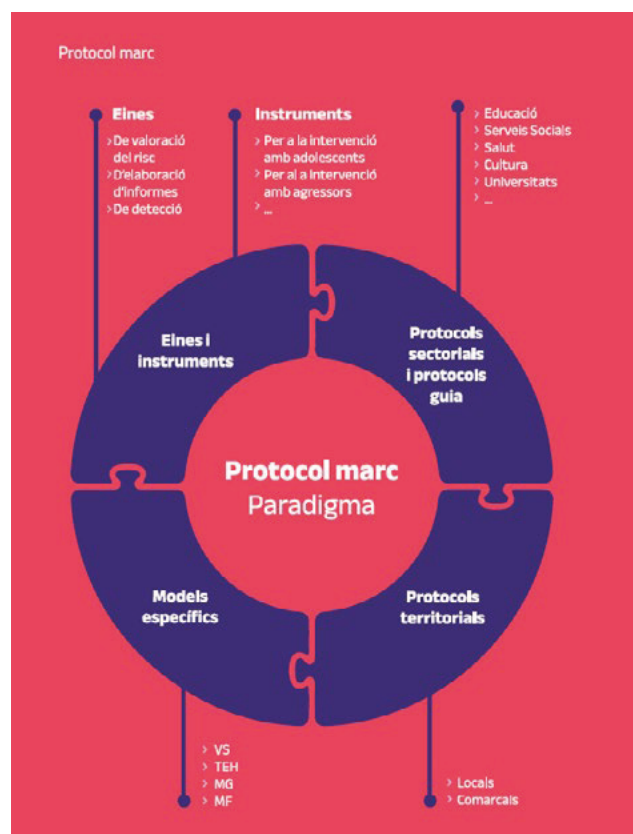 Protocol marc
Eines
> De valoració
del risc
> D'elaboració
d'informes
> De detecció
Instruments
> Per a la intervenció
amb adolescents
> Per al a intervenció
amb agressors
> ...
> Educació
> Serveis Socials
> Salut
> Cultura
> Universitats
> ...
Eines i
instruments
Protocols
sectorials
i protocols
guia
Protocol marc
Paradigma
Models
específics
Protocols
territorials
> VS
> TEH
> MG
> MF
> Locals
> Comarcals